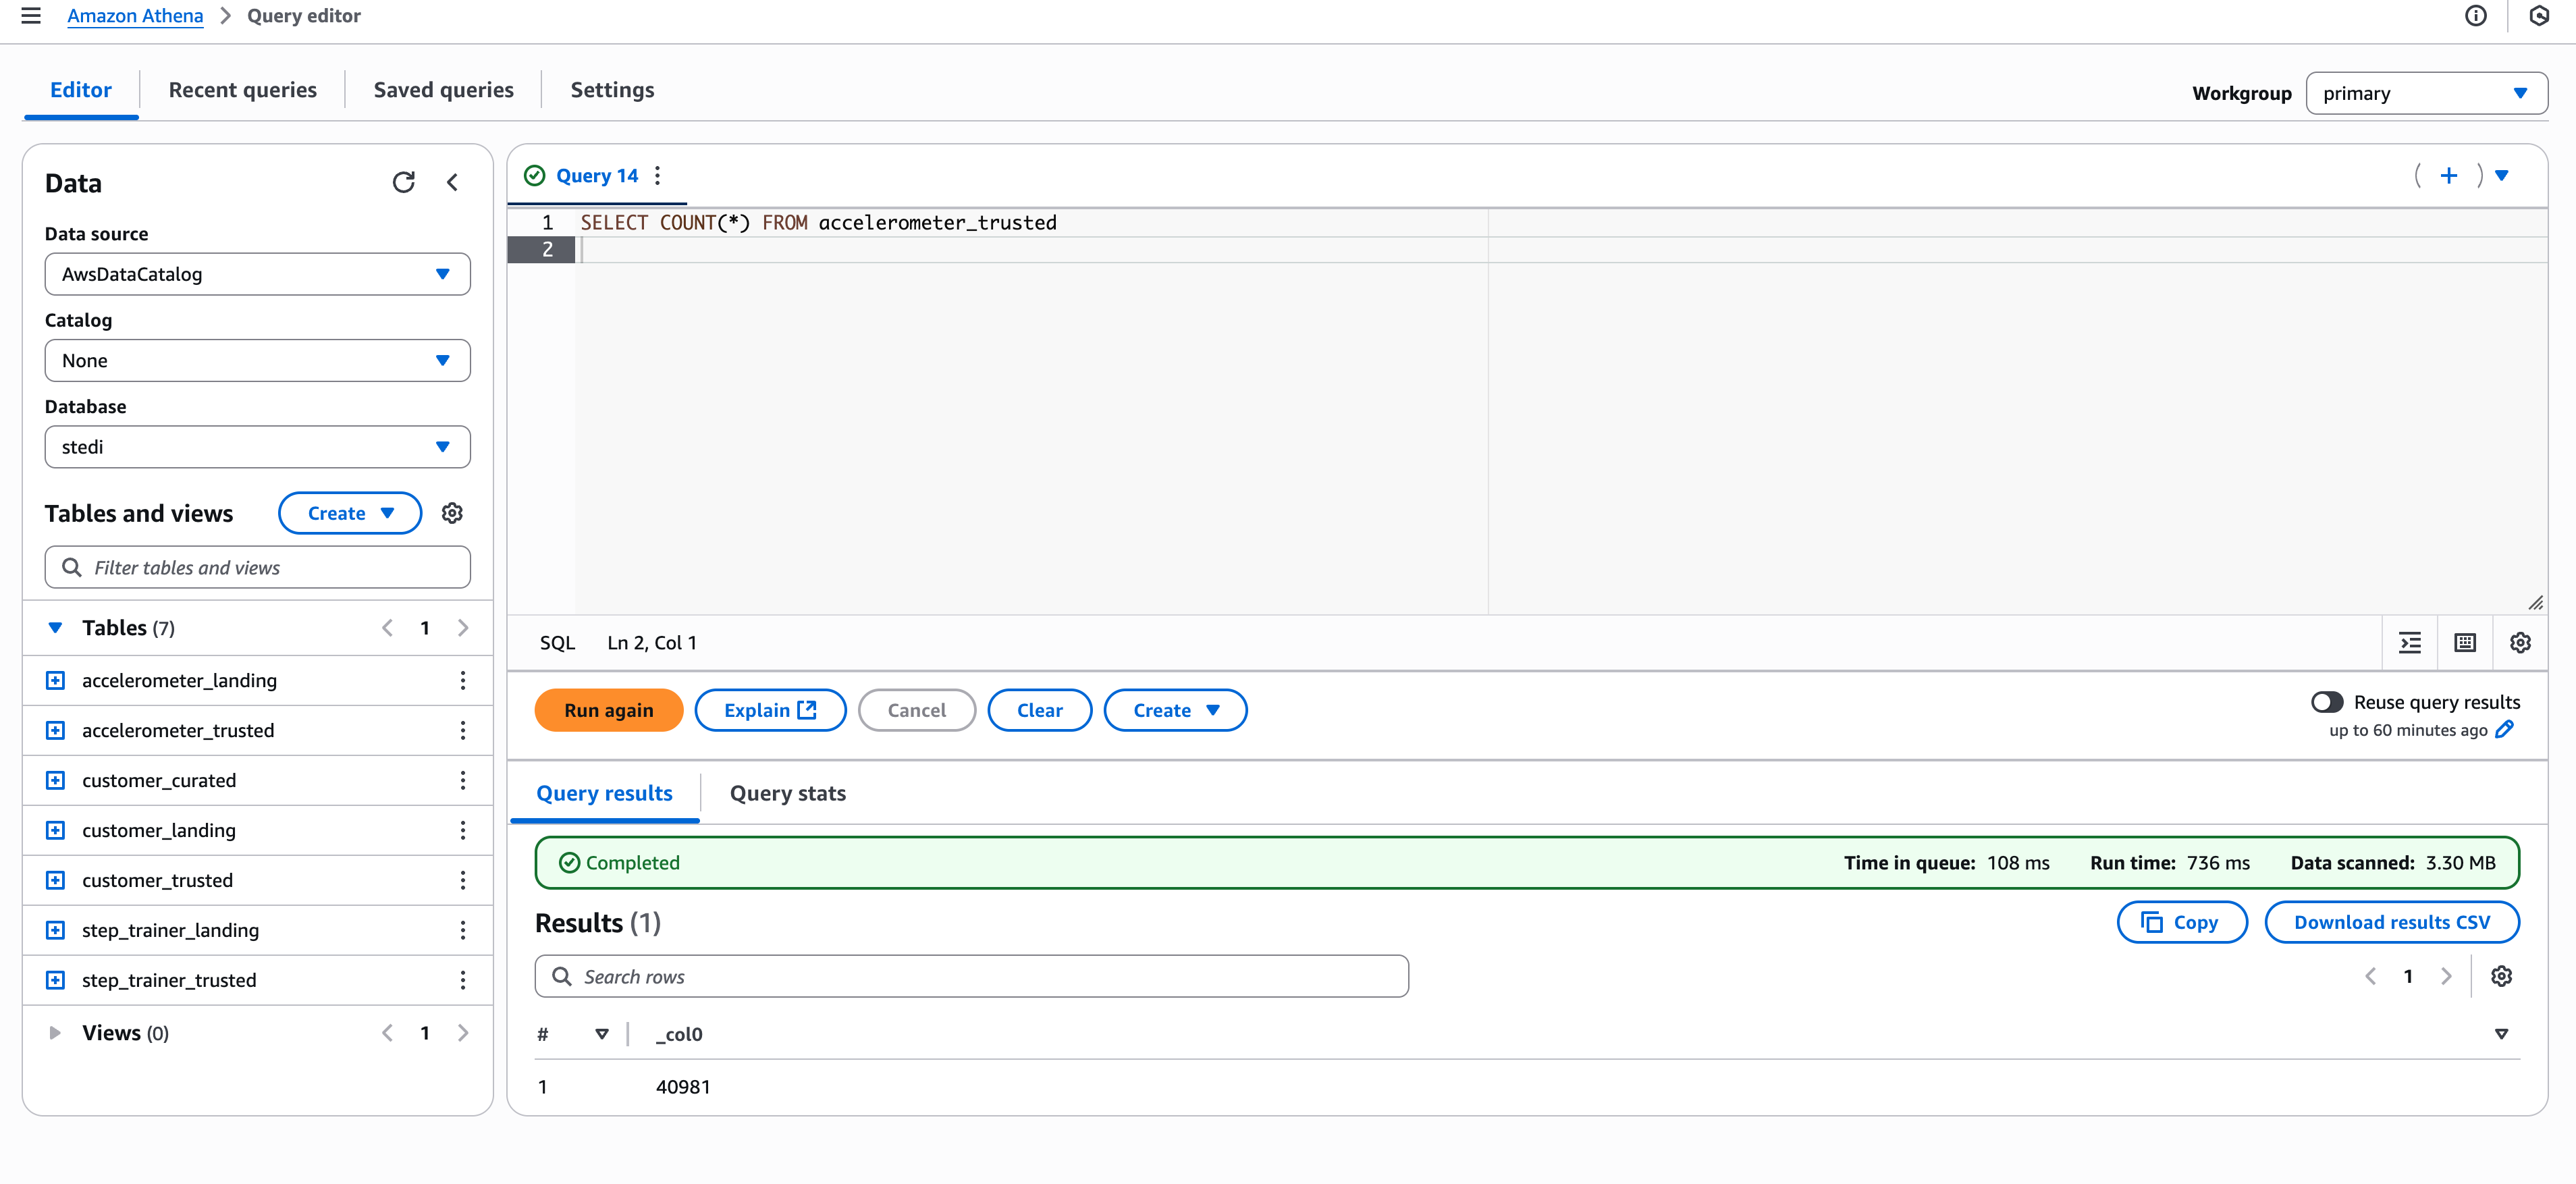 Amazon Athena > Query editor
Editor Recent queries Saved queries Settings
Workgroup primary
Data
Data source
AwsDataCatalog
Catalog
None
Database
stedi
Tables and views Create
Filter tables and views
Tables (7) 1
accelerometer_landing
accelerometer_trusted
customer_curated
customer_landing
customer_trusted
step_trainer_landing
step_trainer_trusted
Views (0) 1
Query 14
1 SELECT COUNT(*) FROM accelerometer_trusted
2
SQL Ln 2, Col 1
Run again Explain Cancel Clear Create
Reuse query results
up to 60 minutes ago
Query results Query stats
Completed Time in queue: 108 ms Run time: 736 ms Data scanned: 3.30 MB
Results (1) Copy Download results CSV
Search rows 1
# _col0
1 40981